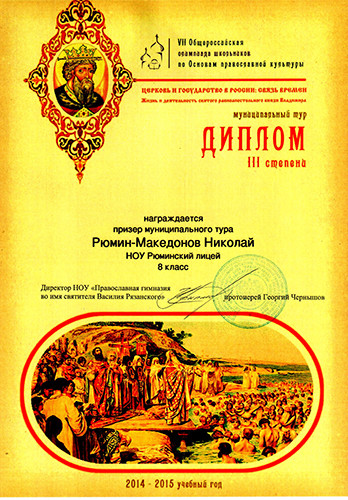 VII Общероссийская
олимпиада школьников
по Основам православной культуры
ЦЕРКОВЬ И ГОСУДАРСТВО В РОССИИ: СВЯЗЬ ВРЕМЕН
Жизнь и деятельность святого равноапостольного князя Владимира
муниципальный тур
ДИПЛОМ
III степени
награждается
призер муниципального тура
Рюмин-Македонов Николай
НОУ Рюминский лицей
8 класс
Директор НОУ «Православная гимназия
во имя святителя Василия Рязанского»
протоиерей Георгий Чернышов
2014 - 2015 учебный год